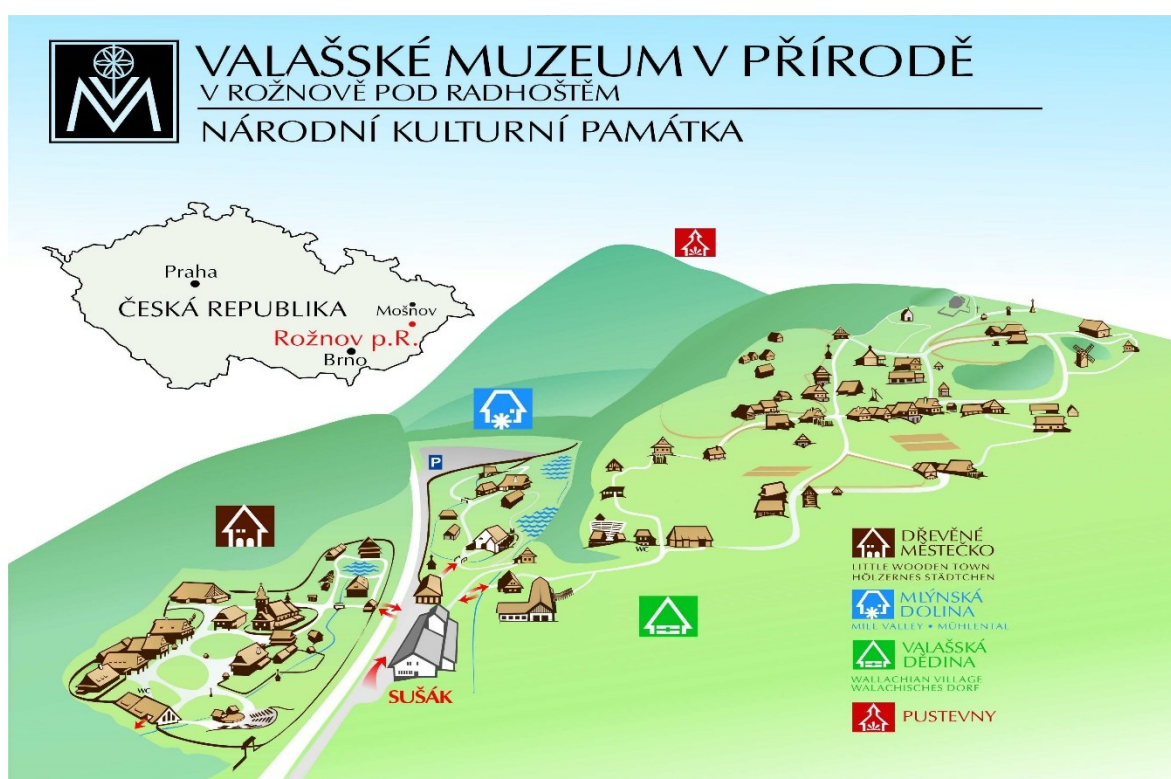 VALAŠSKÉ MUZEUM V PŘÍRODĚ
V ROŽNOVĚ POD RADHOŠTĚM
NÁRODNÍ KULTURNÍ PAMÁTKA
Praha
ČESKÁ REPUBLIKA
Mošnov
Rožnov p.R.
Brno
P
WC
SUŠÁK
WC
DŘEVĚNÉ
MĚSTEČKO
LITTLE WOODEN TOWN
HÖLZERNES STÄDTCHEN
MLÝNSKÁ
DOLINA
MILL VALLEY • MÜHLENTAL
VALAŠSKÁ
DĚDINA
WALLACHIAN VILLAGE
WALACHISCHES DORF
PUSTEVNY